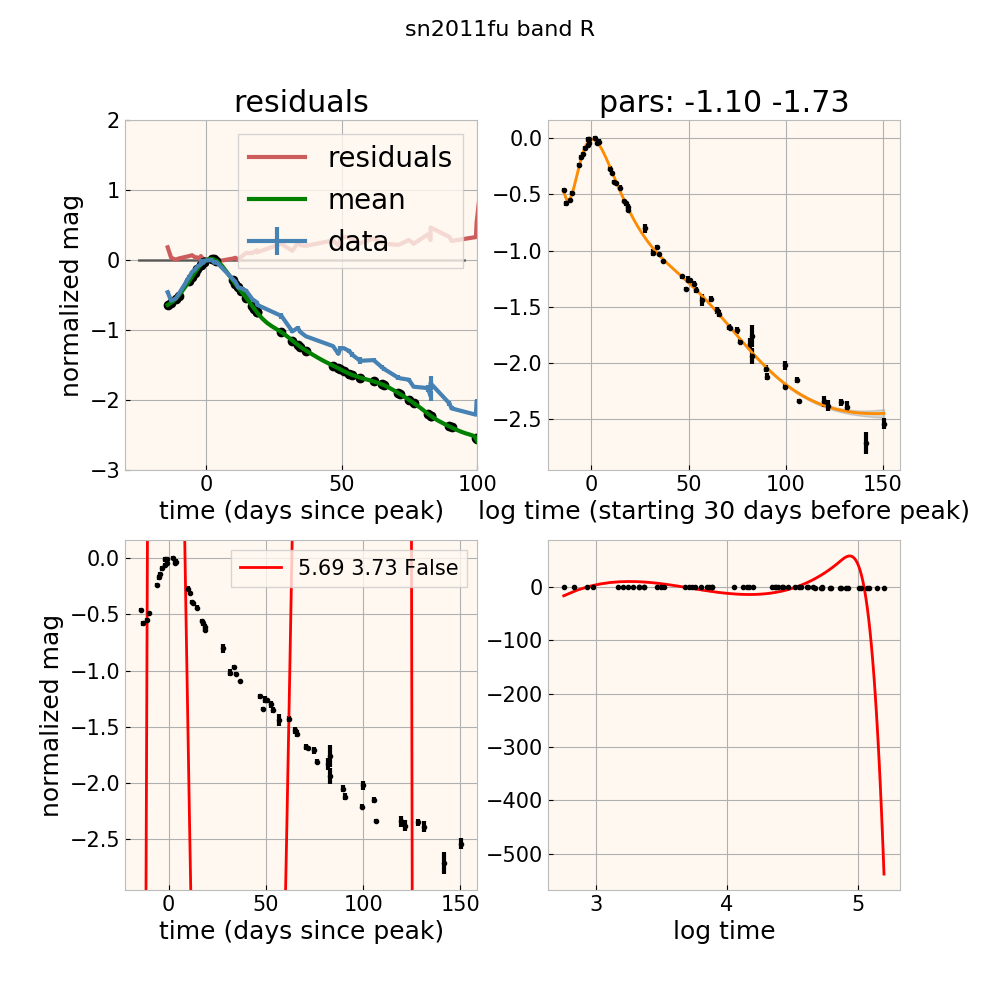 sn2011fu band R
residuals
pars: -1.10 -1.73
normalized mag
2
1
0
−1
−2
−3
residuals
mean
data
0
50
100
time (days since peak)
0.0
−0.5
−1.0
−1.5
−2.0
−2.5
0
50
100
150
log time (starting 30 days before peak)
normalized mag
0.0
−0.5
−1.0
−1.5
−2.0
−2.5
5.69 3.73 False
0
50
100
150
time (days since peak)
0
−100
−200
−300
−400
−500
3
4
5
log time